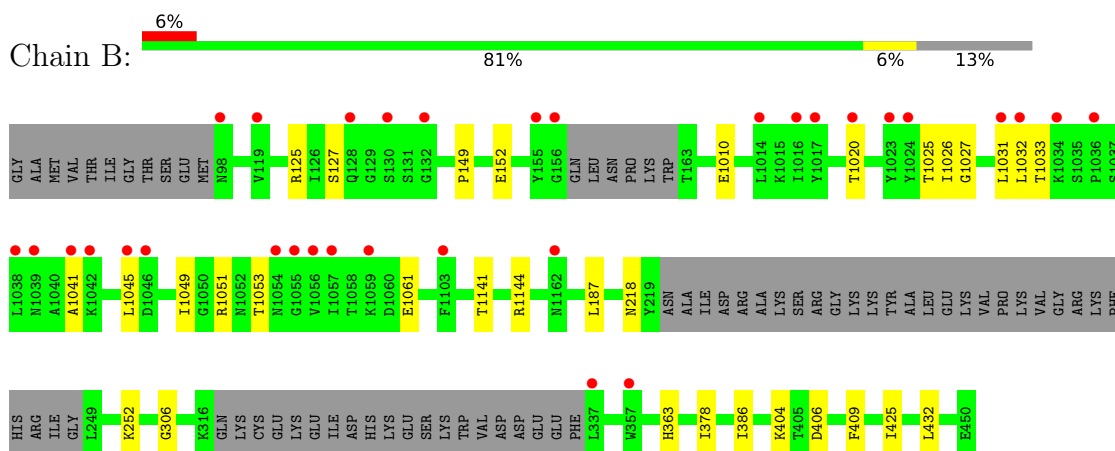 6%
Chain B:
81% 6% 13%
GLY ALA MET VAL THR ILE GLY THR SER GLU MET N98 V119 R125 I126 S127 Q128 G129 S130 S131 G132 P149 E152 Y155 G156 GLN LEU ASN PRO LYS TRP T163 E1010 L1014 K1015 I1016 Y1017 T1020 Y1023 Y1024 T1025 I1026 G1027 L1031 L1032 T1033 K1034 S1035 P1036 S1037
L1038 N1039 A1040 A1041 K1042 L1045 D1046 I1049 G1050 R1051 N1052 T1053 N1054 G1055 V1056 I1057 T1058 K1059 D1060 E1061 F1103 T1141 R1144 N1162 L187 N218 Y219 ASN ALA ILE ASP ARG ALA LYS SER ARG GLY LYS LYS TYR ALA LEU GLU LYS VAL PRO LYS VAL GLY ARG LYS PHE
HIS ARG ILE GLY L249 K252 G306 K316 GLN LYS CYS GLU LYS GLU ILE ASP HIS LYS GLU SER LYS TRP VAL ASP ASP GLU GLU PHE L337 W357 H363 I378 I386 K404 T405 D406 F409 I425 L432 E450